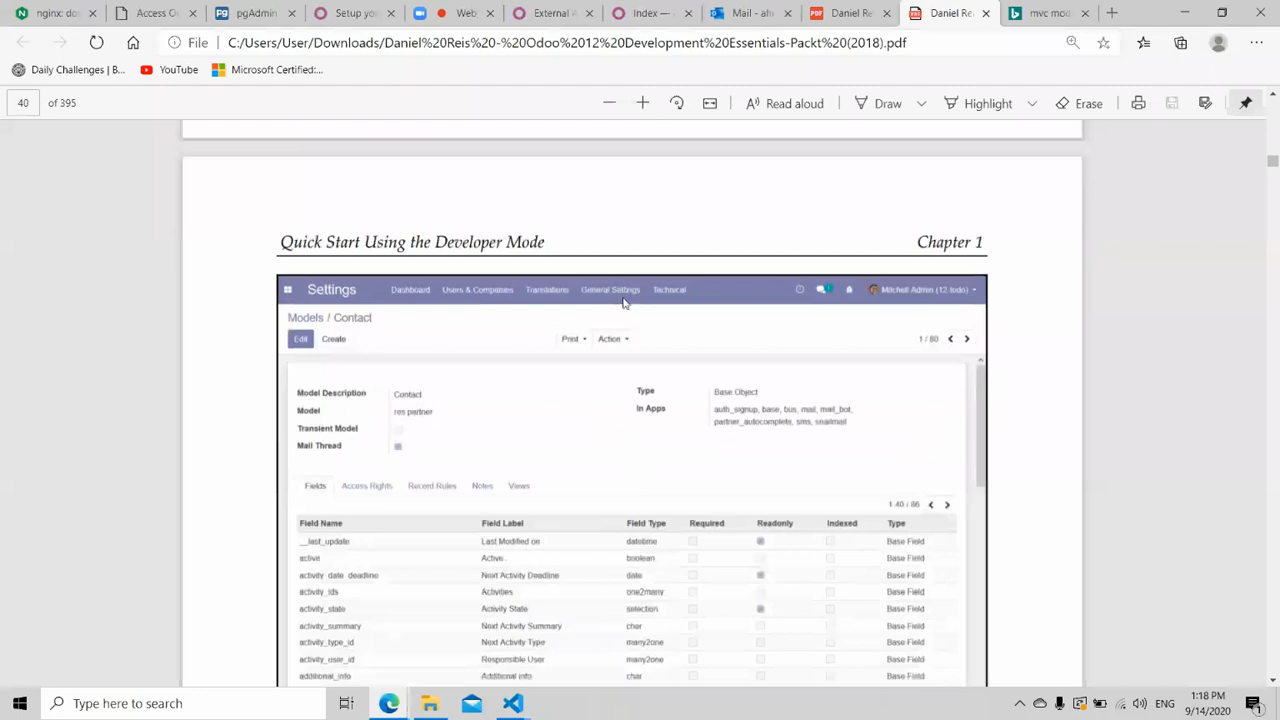 nginx
Access O
pgAdmin
Setup yo
Web
External A
Index —
Mail - afr
Daniel Re
Daniel Re
mvc mod
File C:/Users/User/Downloads/Daniel%20Reis%20-%20Odoo%2012%20Development%20Essentials-Packt%20(2018).pdf
Daily Challenges | B... YouTube Microsoft Certified:...
40 of 395 Read aloud Draw Highlight Erase
Quick Start Using the Developer Mode Chapter 1
Settings Dashboard Users & Companies Translations General Settings Technical Mitchell Admin (12.todo)
Models / Contact
Edit Create Print Action 1 / 80
Model Description Contact Type Base Object
Model res.partner In Apps auth_signup, base, bus, mail, mail_bot,
partner_autocomplete, sms, snailmail
Transient Model
Mail Thread
Fields Access Rights Record Rules Notes Views
1-40 / 86
Field Name Field Label Field Type Required Readonly Indexed Type
__last_update Last Modified on datetime Base Field
active Active boolean Base Field
activity_date_deadline Next Activity Deadline date Base Field
activity_ids Activities one2many Base Field
activity_state Activity State selection Base Field
activity_summary Next Activity Summary char Base Field
activity_type_id Next Activity Type many2one Base Field
activity_user_id Responsible User many2one Base Field
additional_info Additional info char Base Field
Type here to search ENG 1:18 PM
9/14/2020